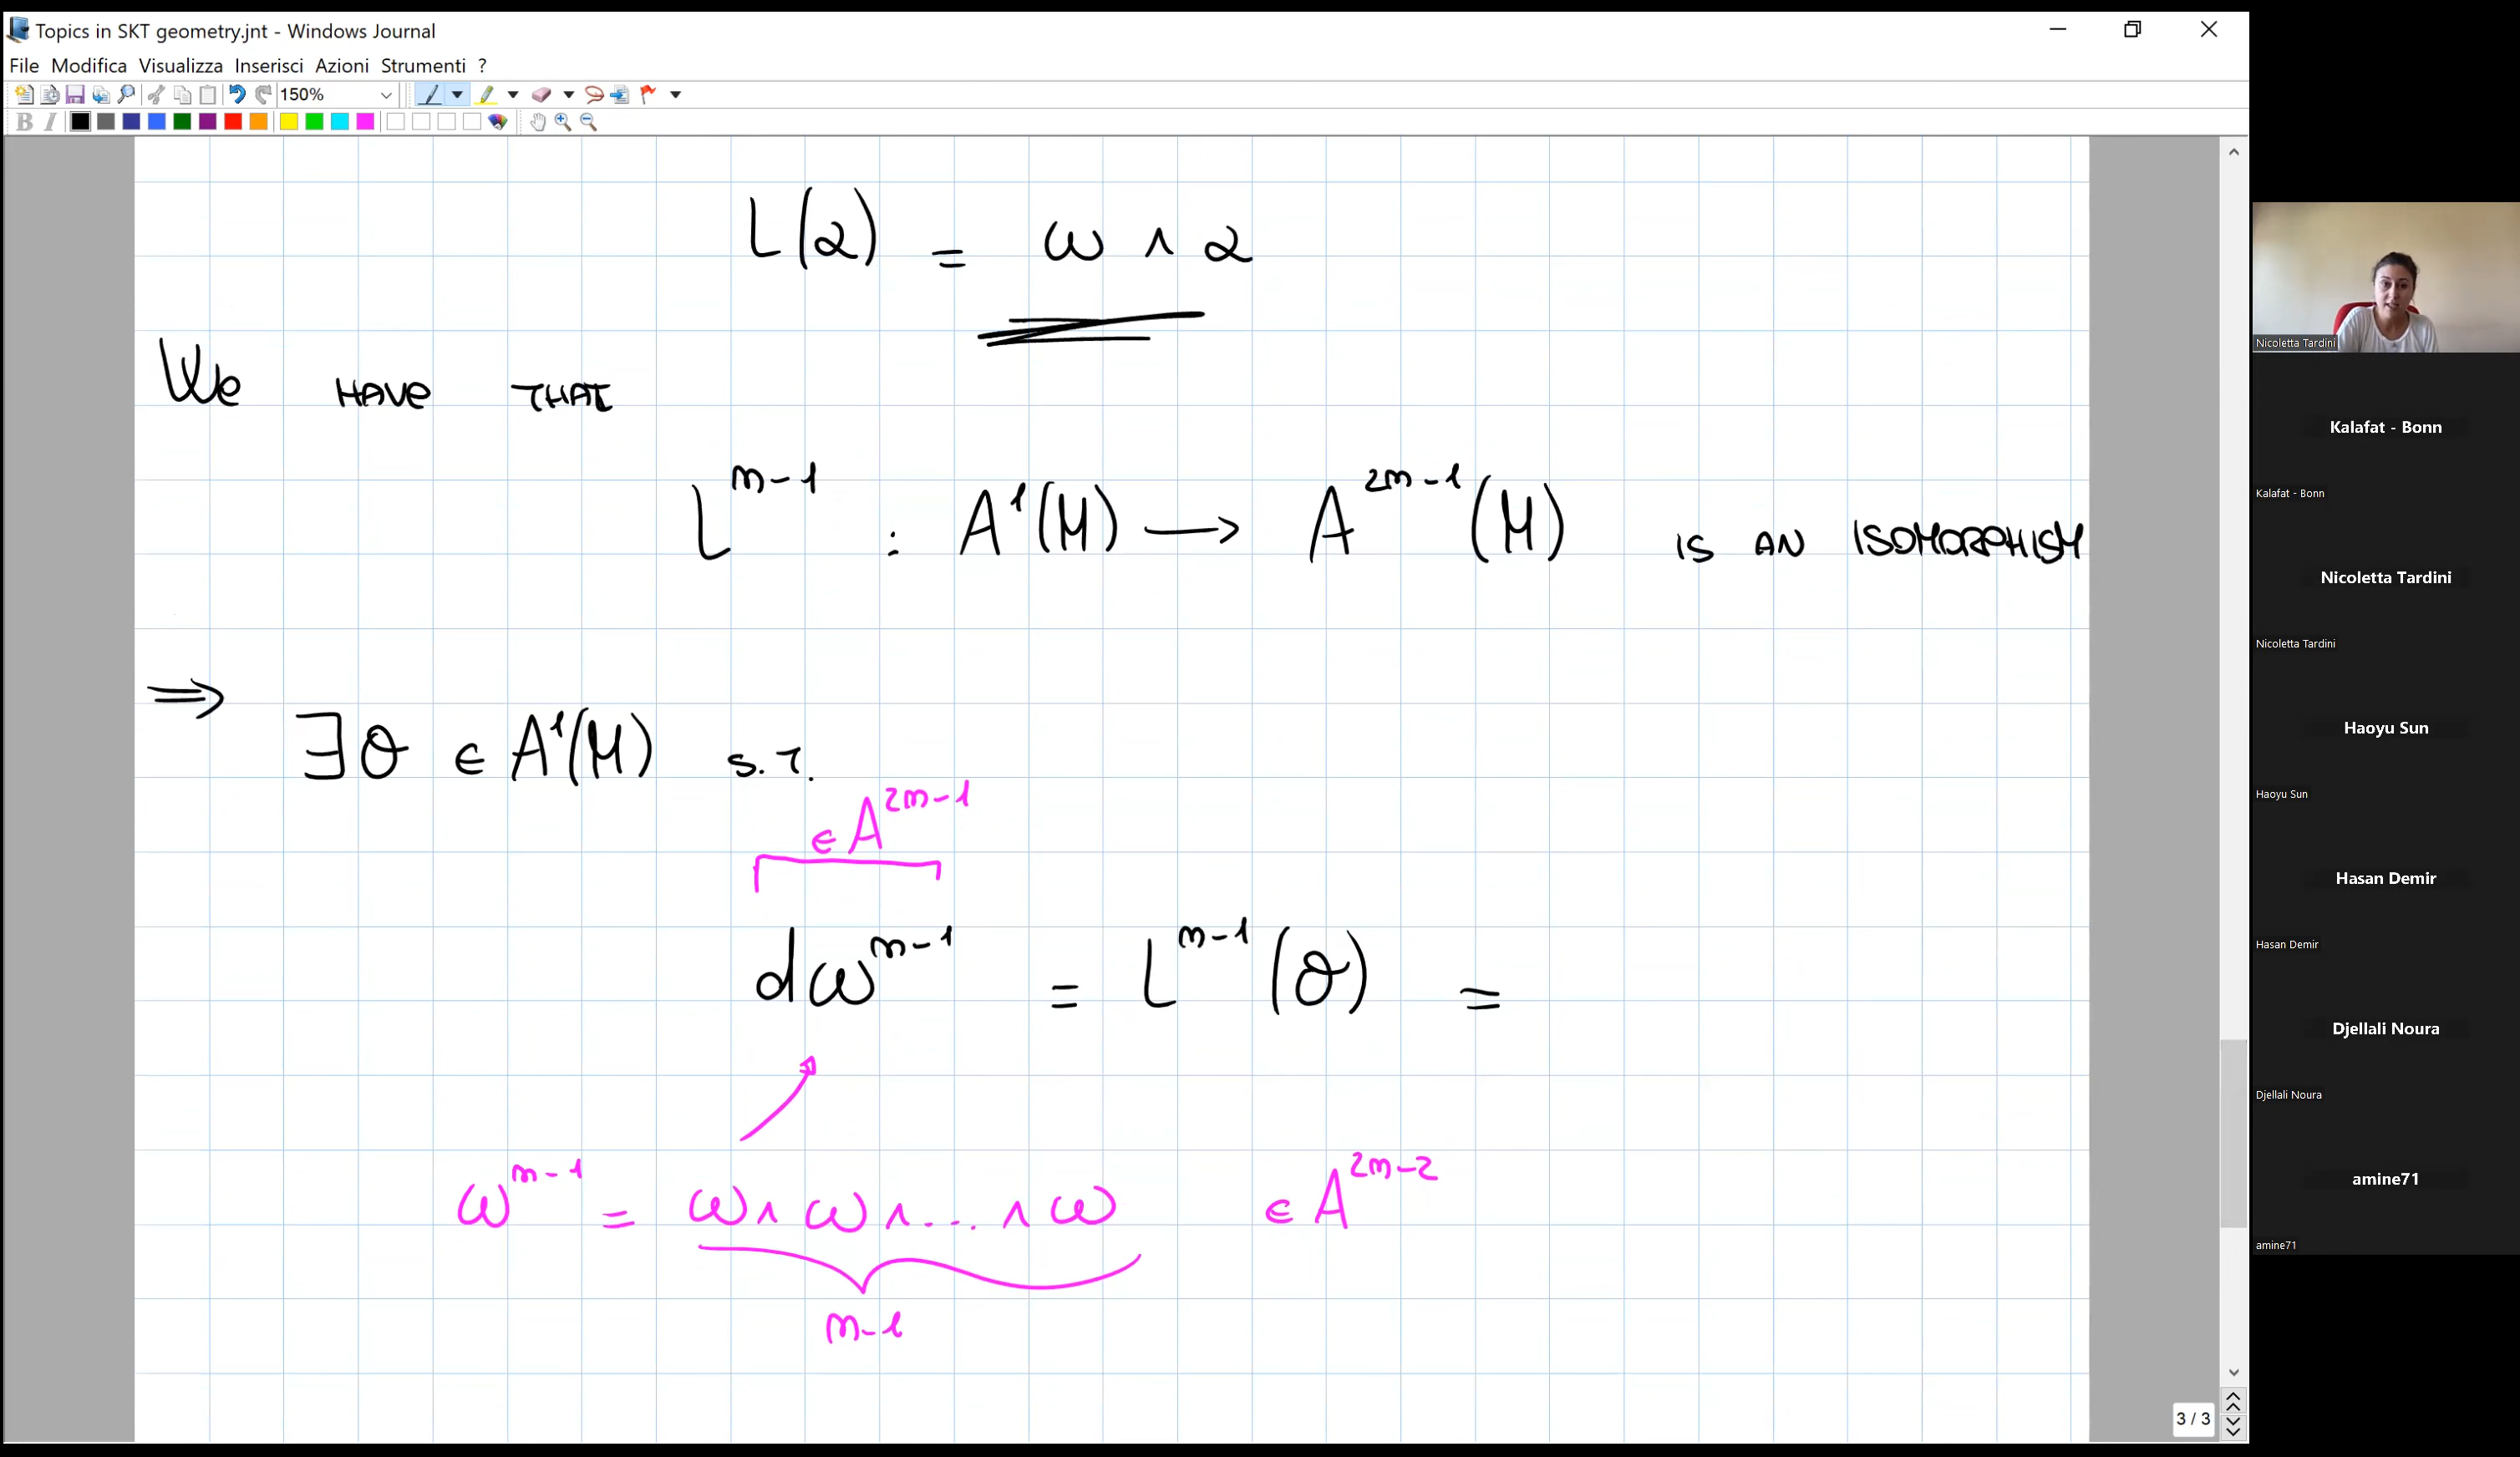 Topics in SKT geometry.jnt - Windows Journal
File Modifica Visualizza Inserisci Azioni Strumenti ?
150%
B I
L(α) = ω ∧ α
We HAVE THAT
L^{n-1} : A^1(M) → A^{2n-1}(M) IS AN ISOMORPHISM
⇒
∃ θ ∈ A^1(M) s.t.
∈ A^{2n-1}
dω^{n-1} = L^{n-1}(θ) =
ω^{n-1} = ω ∧ ω ∧ ... ∧ ω ∈ A^{2n-2}
n-1
3 / 3
Nicoletta Tardini
Kalafat - Bonn
Kalafat - Bonn
Nicoletta Tardini
Nicoletta Tardini
Haoyu Sun
Haoyu Sun
Hasan Demir
Hasan Demir
Djellali Noura
Djellali Noura
amine71
amine71